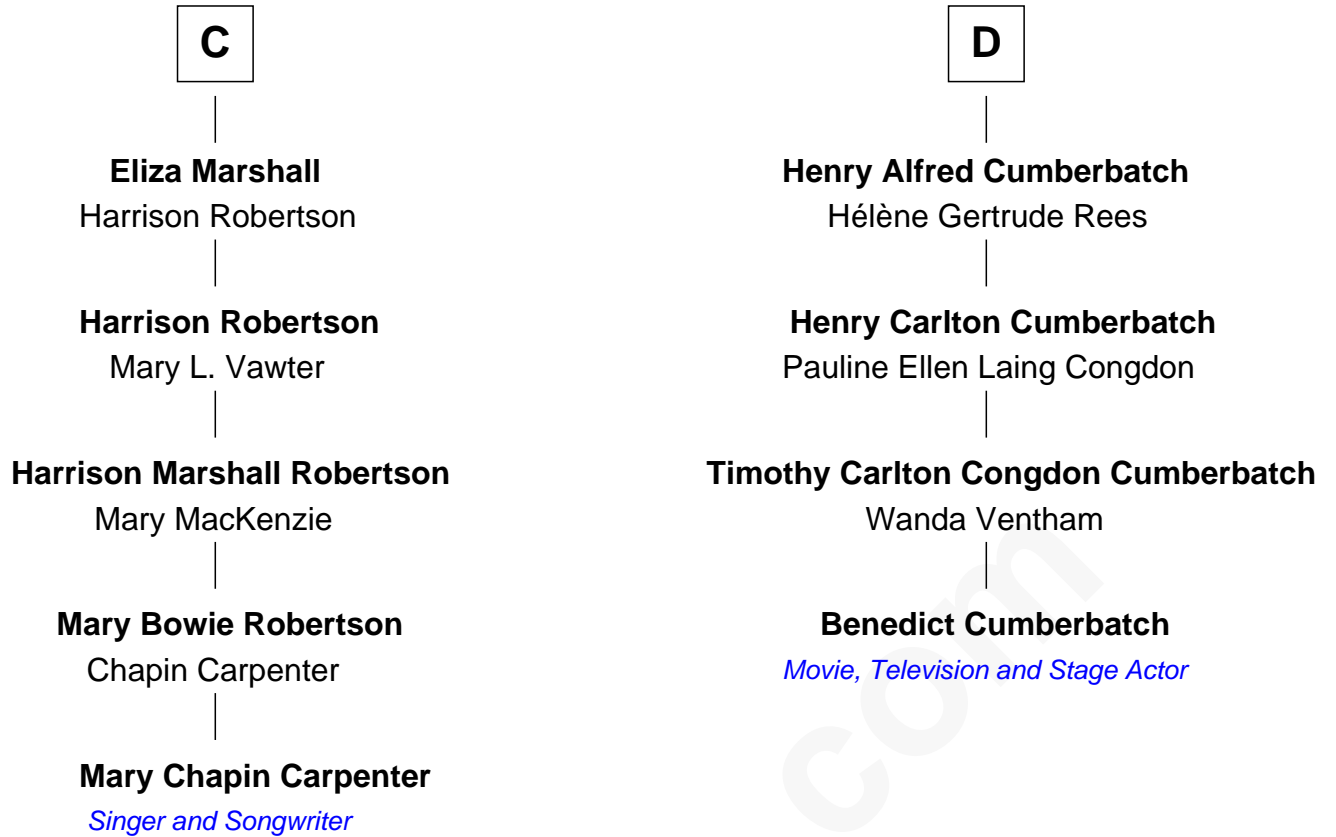 C
Eliza Marshall
Harrison Robertson
Harrison Robertson
Mary L. Vawter
Harrison Marshall Robertson
Mary MacKenzie
Mary Bowie Robertson
Chapin Carpenter
Mary Chapin Carpenter
Singer and Songwriter
D
Henry Alfred Cumberbatch
Hélène Gertrude Rees
Henry Carlton Cumberbatch
Pauline Ellen Laing Congdon
Timothy Carlton Congdon Cumberbatch
Wanda Ventham
Benedict Cumberbatch
Movie, Television and Stage Actor
com